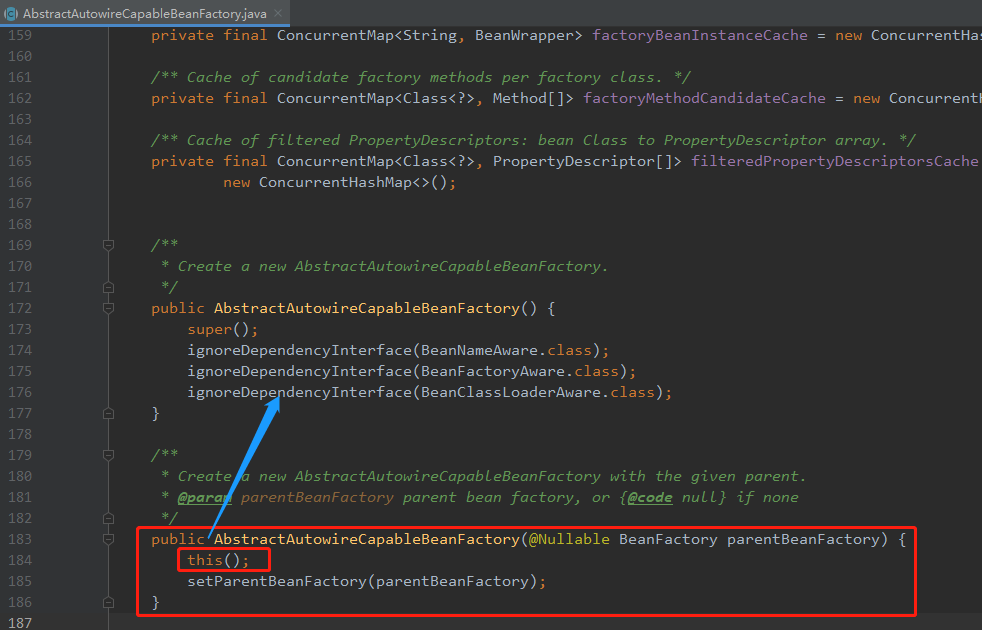 AbstractAutowireCapableBeanFactory.java
159 private final ConcurrentMap<String, BeanWrapper> factoryBeanInstanceCache = new ConcurrentHas
160
161 /** Cache of candidate factory methods per factory class. */
162 private final ConcurrentMap<Class<?>, Method[]> factoryMethodCandidateCache = new ConcurrentH
163
164 /** Cache of filtered PropertyDescriptors: bean Class to PropertyDescriptor array. */
165 private final ConcurrentMap<Class<?>, PropertyDescriptor[]> filteredPropertyDescriptorsCache
166 new ConcurrentHashMap<>();
167
168
169 /**
170 * Create a new AbstractAutowireCapableBeanFactory.
171 */
172 public AbstractAutowireCapableBeanFactory() {
173 super();
174 ignoreDependencyInterface(BeanNameAware.class);
175 ignoreDependencyInterface(BeanFactoryAware.class);
176 ignoreDependencyInterface(BeanClassLoaderAware.class);
177 }
178
179 /**
180 * Create a new AbstractAutowireCapableBeanFactory with the given parent.
181 * @param parentBeanFactory parent bean factory, or {@code null} if none
182 */
183 public AbstractAutowireCapableBeanFactory(@Nullable BeanFactory parentBeanFactory) {
184 this();
185 setParentBeanFactory(parentBeanFactory);
186 }
187